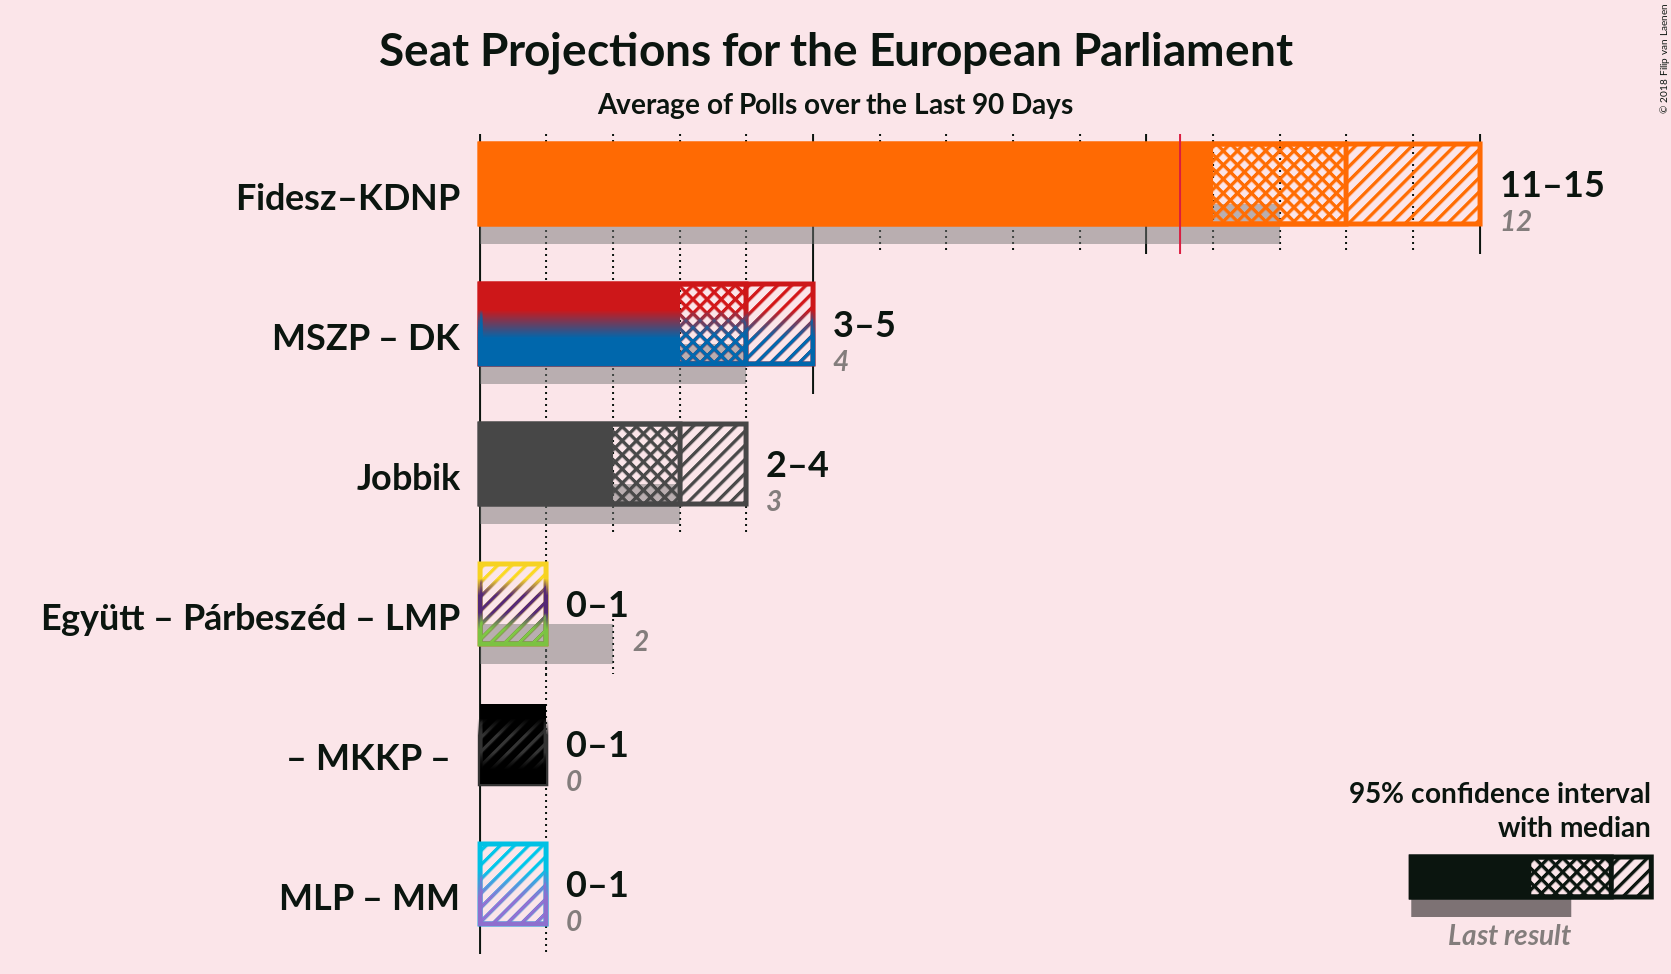 Seat Projections for the European Parliament
Average of Polls over the Last 90 Days
© 2018 Filip van Laenen
Fidesz–KDNP
11–15
12
MSZP – DK
3–5
4
Jobbik
2–4
3
Együtt – Párbeszéd – LMP
0–1
2
– MKKP –
0–1
0
MLP – MM
0–1
0
95% confidence interval
with median
Last result